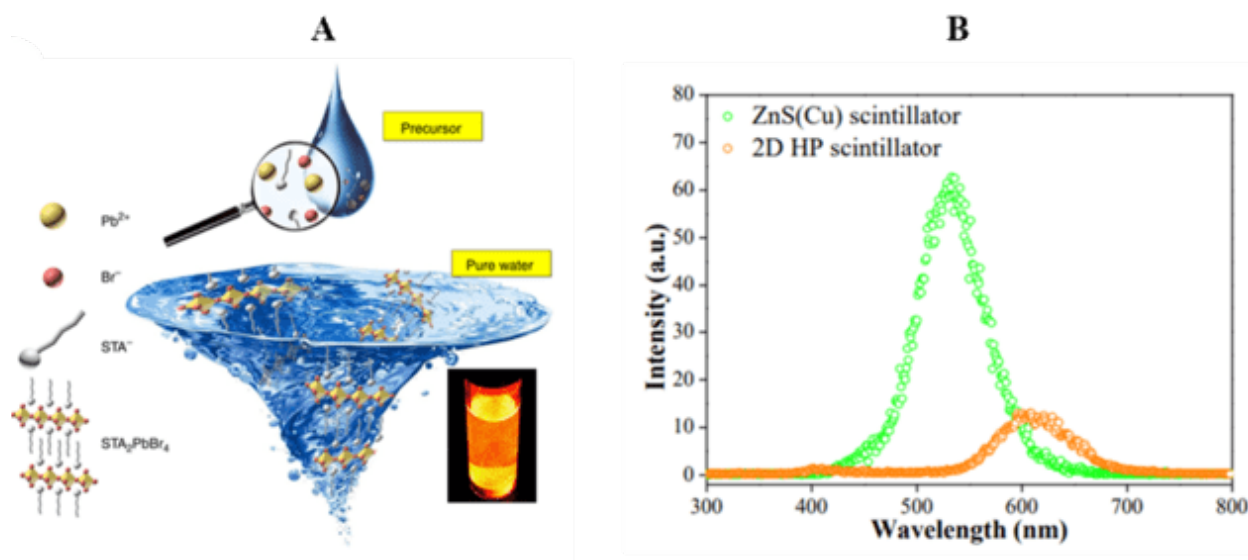 A
B
Precursor
Pb²⁺
Br⁻
STA⁻
STA₂PbBr₄
Pure water
80
70
60
50
40
30
20
10
0
Intensity (a.u.)
ZnS(Cu) scintillator
2D HP scintillator
300
400
500
600
700
800
Wavelength (nm)